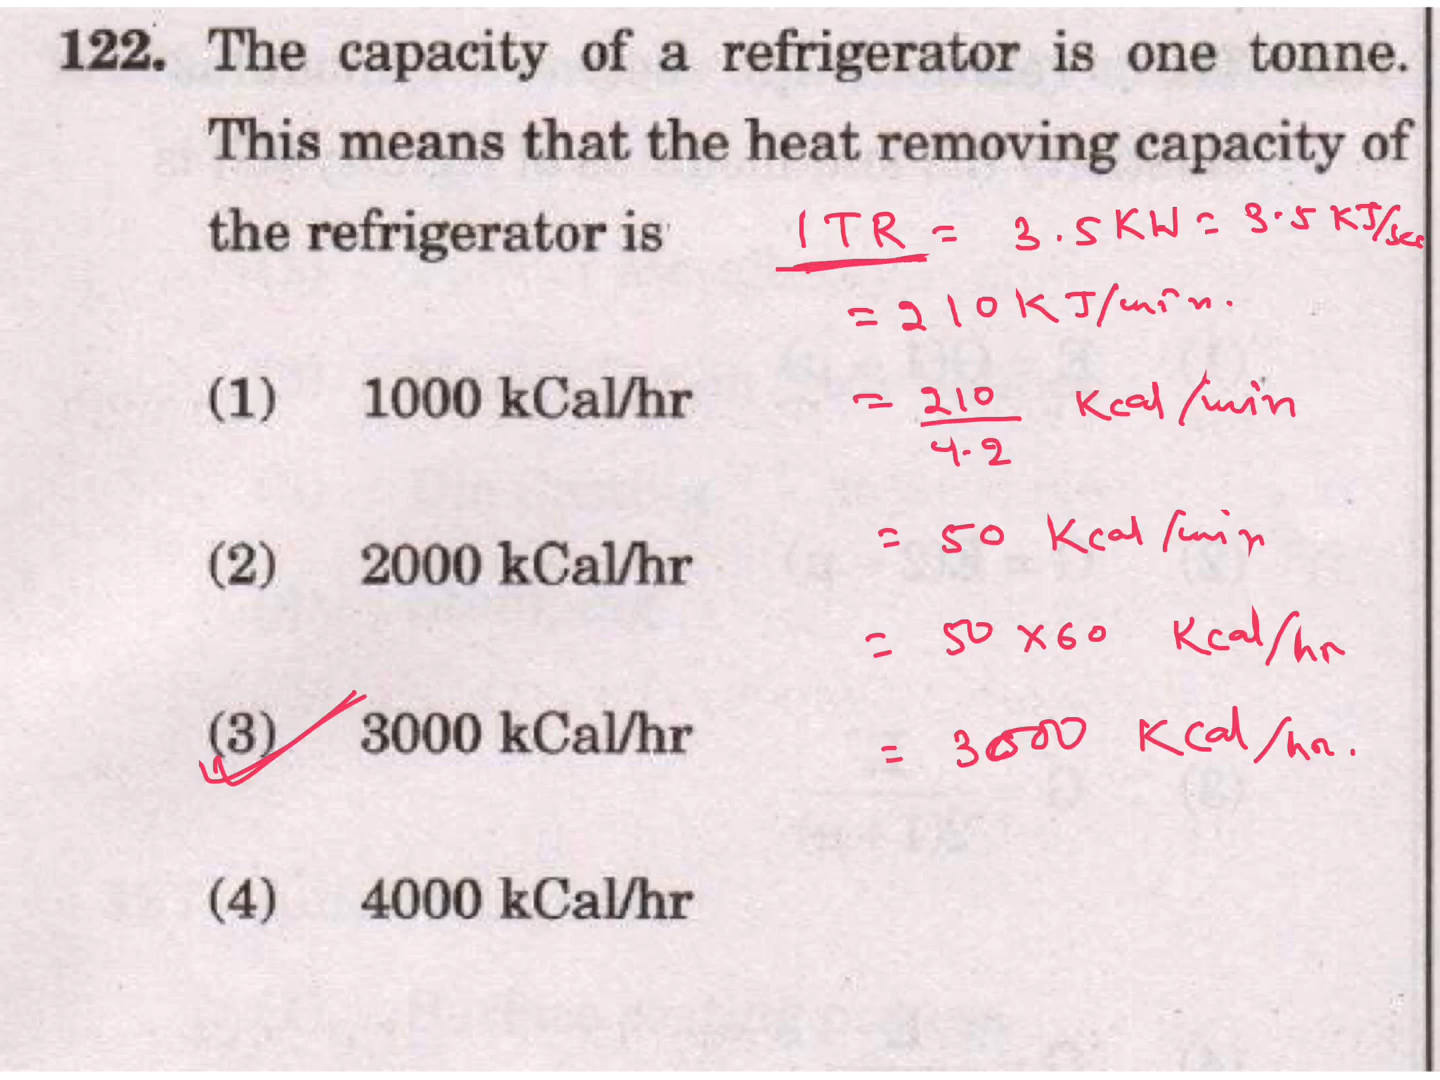 122. The capacity of a refrigerator is one tonne.
This means that the heat removing capacity of
the refrigerator is
1TR = 3.5 KW = 3.5 KJ/sec
= 210 KJ/min.
(1) 1000 kCal/hr
= 210/4.2 Kcal/min
(2) 2000 kCal/hr
= 50 Kcal/min
= 50 x 60 Kcal/hr
(3) 3000 kCal/hr
= 3000 Kcal/hr.
(4) 4000 kCal/hr